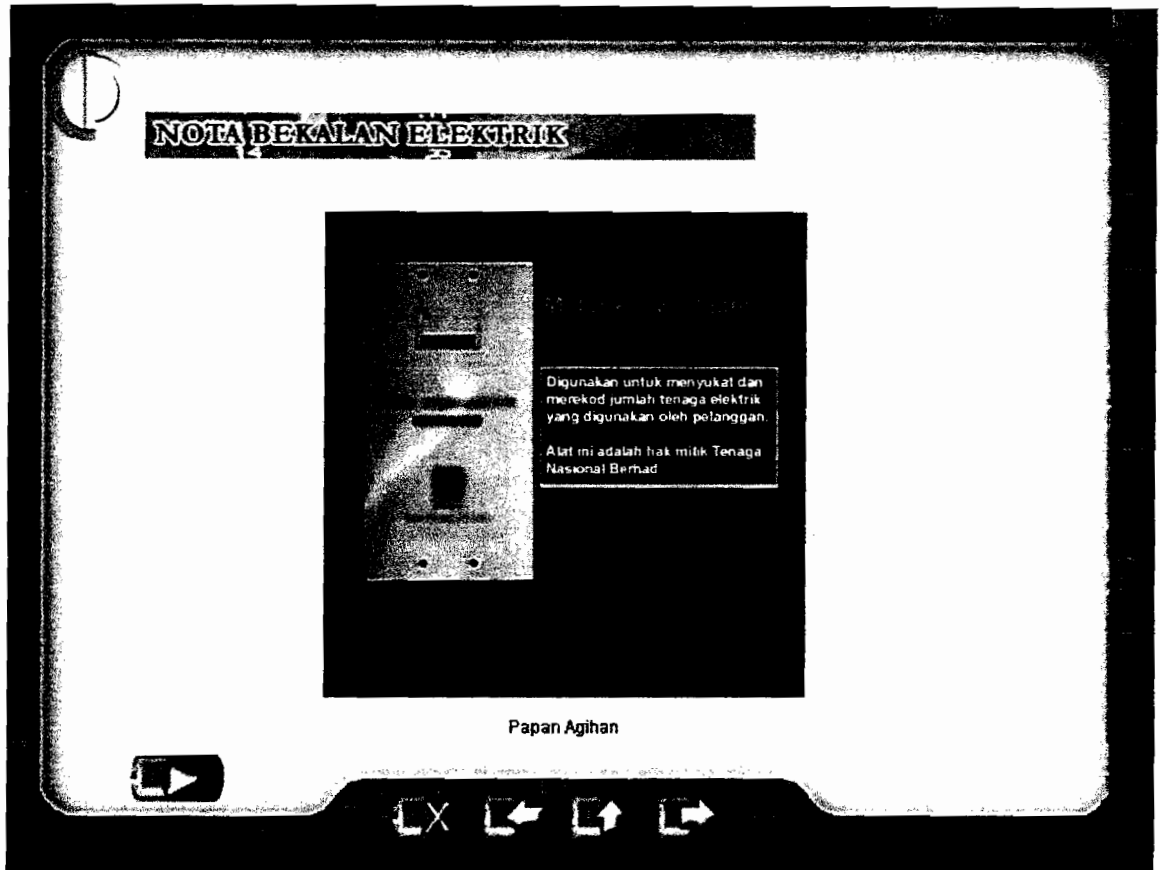 NOTA BEKALAN ELEKTRIK
Digunakan untuk menyukat dan
merekod jumlah tenaga elektrik
yang digunakan oleh pelanggan.
Alat ini adalah hak milik Tenaga
Nasional Berhad
Papan Agihan